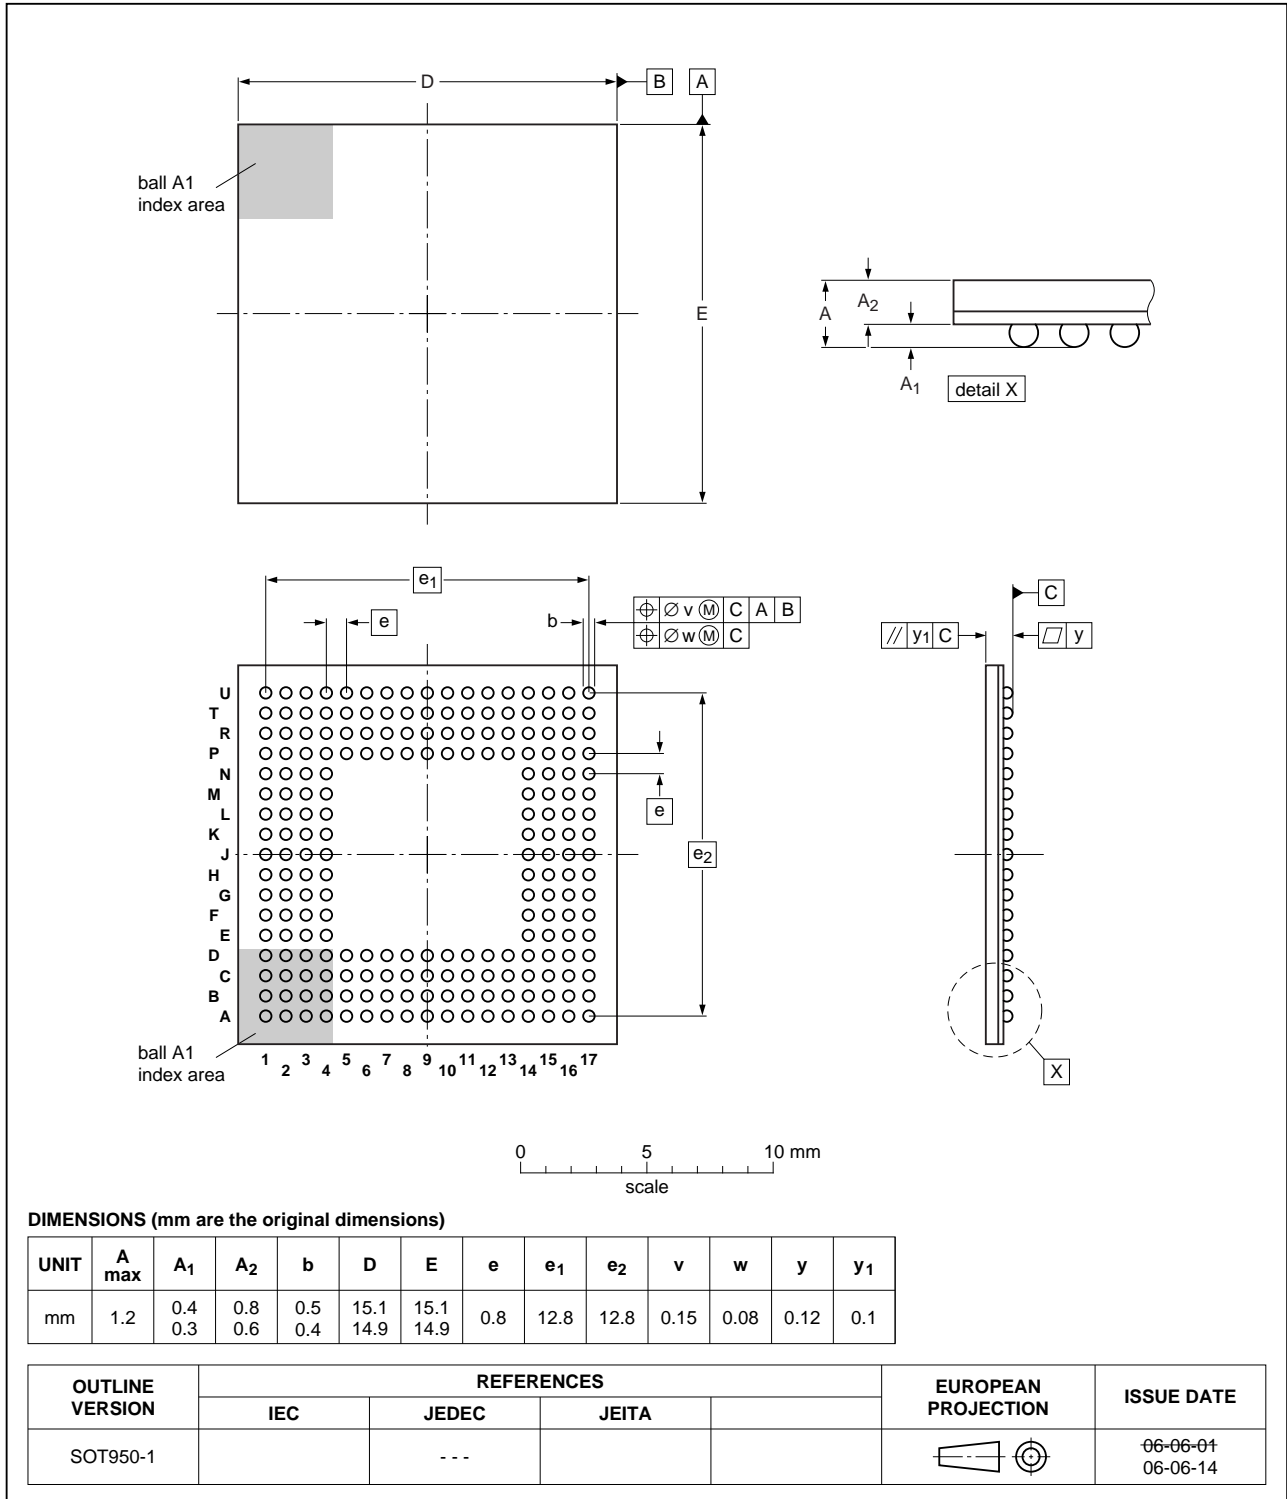 D
B
A
ball A1
index area
E
A
A2
A1
detail X
e1
e
b
Ø v M C A B
Ø w M C
C
// y1 C
y
U
T
R
P
N
M
L
K
J
H
G
F
E
D
C
B
A
e
e2
ball A1
index area
1 3 5 7 9 11 13 15 17
2 4 6 8 10 12 14 16
X
0 5 10 mm
scale
DIMENSIONS (mm are the original dimensions)
UNIT A max A1 A2 b D E e e1 e2 v w y y1
mm 1.2 0.4 0.3 0.8 0.6 0.5 0.4 15.1 14.9 15.1 14.9 0.8 12.8 12.8 0.15 0.08 0.12 0.1
OUTLINE VERSION REFERENCES EUROPEAN PROJECTION ISSUE DATE
IEC JEDEC JEITA
SOT950-1 - - - 06-06-01
06-06-14